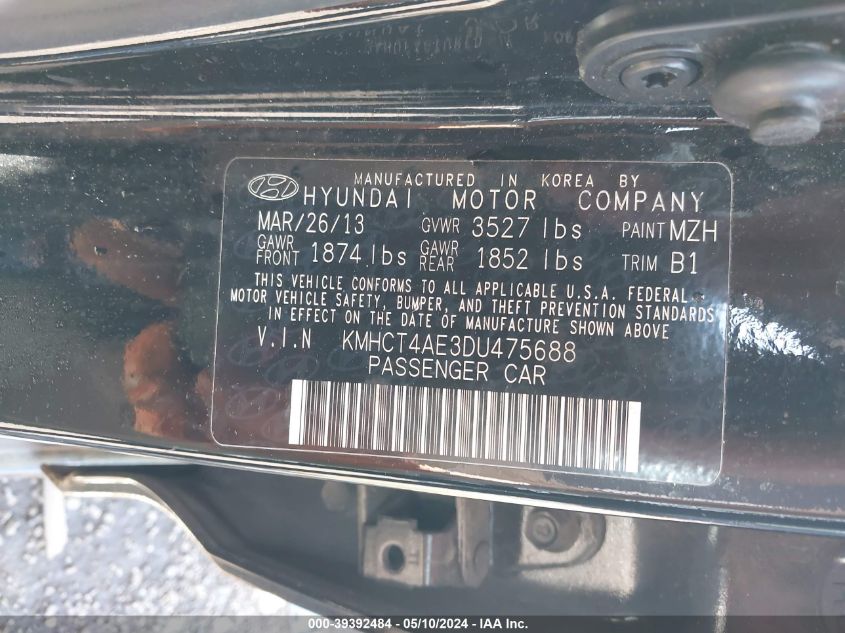 MANUFACTURED IN KOREA BY
HYUNDAI MOTOR COMPANY
MAR/26/13 GVWR 3527 lbs PAINT MZH
GAWR FRONT 1874 lbs GAWR REAR 1852 lbs TRIM B1
THIS VEHICLE CONFORMS TO ALL APPLICABLE U.S.A. FEDERAL
MOTOR VEHICLE SAFETY, BUMPER, AND THEFT PREVENTION STANDARDS
IN EFFECT ON THE DATE OF MANUFACTURE SHOWN ABOVE
V.I.N KMHCT4AE3DU475688
PASSENGER CAR
000-39392484 - 05/10/2024 - IAA Inc.